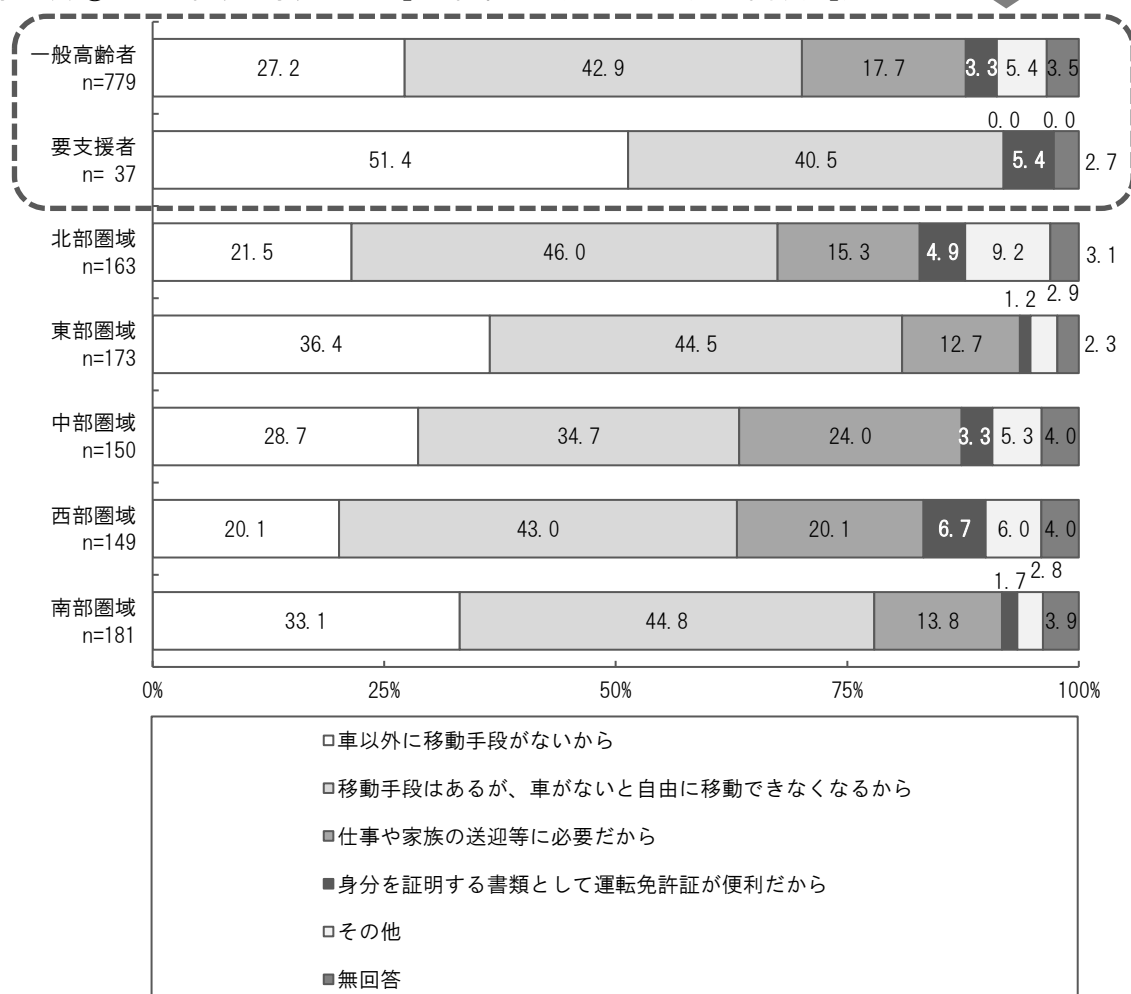 一般高齢者
n=779
27.2 42.9 17.7 3.3 5.4 3.5
0.0 0.0
要支援者
n= 37
51.4 40.5 5.4 2.7
北部圏域
n=163
21.5 46.0 15.3 4.9 9.2 3.1
1.2 2.9
東部圏域
n=173
36.4 44.5 12.7 2.3
中部圏域
n=150
28.7 34.7 24.0 3.3 5.3 4.0
西部圏域
n=149
20.1 43.0 20.1 6.7 6.0 4.0
1.7 2.8
南部圏域
n=181
33.1 44.8 13.8 3.9
0% 25% 50% 75% 100%
車以外に移動手段がないから
移動手段はあるが、車がないと自由に移動できなくなるから
仕事や家族の送迎等に必要だから
身分を証明する書類として運転免許証が便利だから
その他
無回答